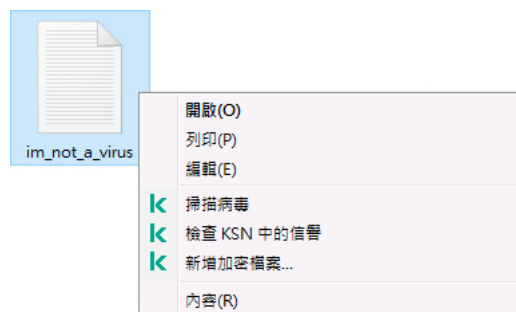 im_not_a_virus
開啟(O)
列印(P)
編輯(E)
掃描病毒
檢查 KSN 中的信譽
新增加密檔案...
內容(R)